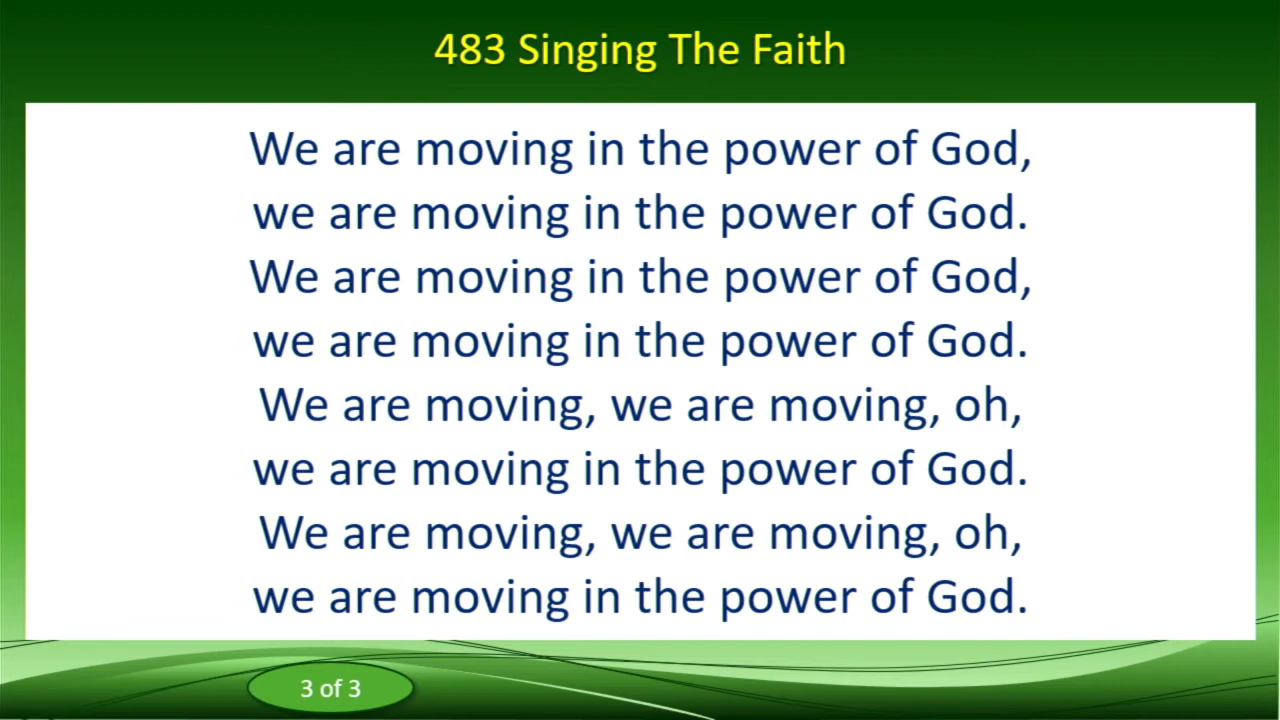 483 Singing The Faith
We are moving in the power of God,
we are moving in the power of God.
We are moving in the power of God,
we are moving in the power of God.
We are moving, we are moving, oh,
we are moving in the power of God.
We are moving, we are moving, oh,
we are moving in the power of God.
3 of 3